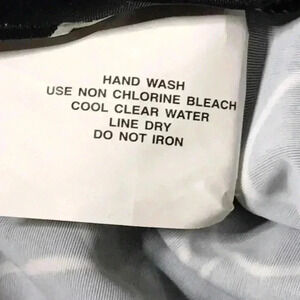 HAND WASH
USE NON CHLORINE BLEACH
COOL CLEAR WATER
LINE DRY
DO NOT IRON